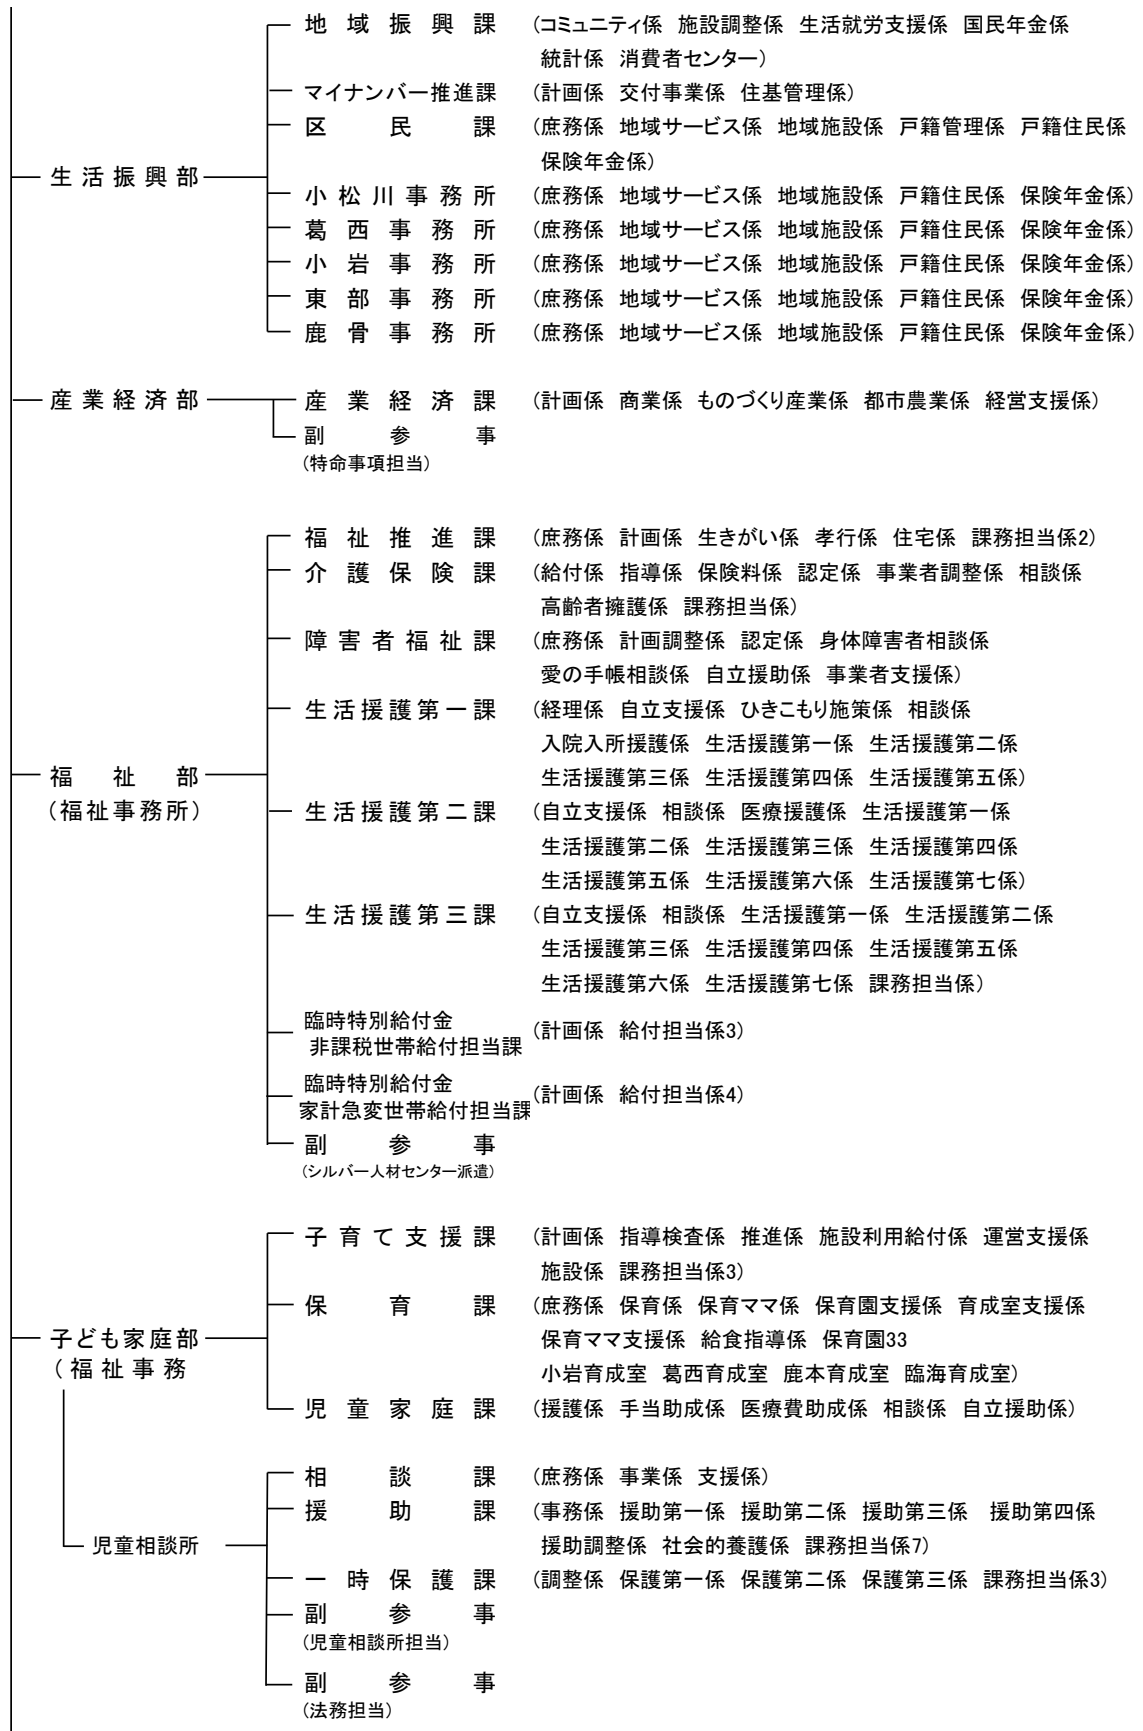 地域振興課 (コミュニティ係 施設調整係 生活就労支援係 国民年金係
統計係 消費者センター)
マイナンバー推進課 (計画係 交付事業係 住基管理係)
区民課 (庶務係 地域サービス係 地域施設係 戸籍管理係 戸籍住民係
保険年金係)
生活振興部
小松川事務所 (庶務係 地域サービス係 地域施設係 戸籍住民係 保険年金係)
葛西事務所 (庶務係 地域サービス係 地域施設係 戸籍住民係 保険年金係)
小岩事務所 (庶務係 地域サービス係 地域施設係 戸籍住民係 保険年金係)
東部事務所 (庶務係 地域サービス係 地域施設係 戸籍住民係 保険年金係)
鹿骨事務所 (庶務係 地域サービス係 地域施設係 戸籍住民係 保険年金係)
産業経済部 産業経済課 (計画係 商業係 ものづくり産業係 都市農業係 経営支援係)
副参事
(特命事項担当)
福祉推進課 (庶務係 計画係 生きがい係 孝行係 住宅係 課務担当係2)
介護保険課 (給付係 指導係 保険料係 認定係 事業者調整係 相談係
高齢者擁護係 課務担当係)
障害者福祉課 (庶務係 計画調整係 認定係 身体障害者相談係
愛の手帳相談係 自立援助係 事業者支援係)
生活援護第一課 (経理係 自立支援係 ひきこもり施策係 相談係
入院入所援護係 生活援護第一係 生活援護第二係
生活援護第三係 生活援護第四係 生活援護第五係)
福祉部
(福祉事務所) 生活援護第二課 (自立支援係 相談係 医療援護係 生活援護第一係
生活援護第二係 生活援護第三係 生活援護第四係
生活援護第五係 生活援護第六係 生活援護第七係)
生活援護第三課 (自立支援係 相談係 生活援護第一係 生活援護第二係
生活援護第三係 生活援護第四係 生活援護第五係
生活援護第六係 生活援護第七係 課務担当係)
臨時特別給付金
非課税世帯給付担当課 (計画係 給付担当係3)
臨時特別給付金
家計急変世帯給付担当課 (計画係 給付担当係4)
副参事
(シルバー人材センター派遣)
子育て支援課 (計画係 指導検査係 推進係 施設利用給付係 運営支援係
施設係 課務担当係3)
保育課 (庶務係 保育係 保育ママ係 保育園支援係 育成室支援係
子ども家庭部 保育ママ支援係 給食指導係 保育園33
(福祉事務 小岩育成室 葛西育成室 鹿本育成室 臨海育成室)
児童家庭課 (援護係 手当助成係 医療費助成係 相談係 自立援助係)
相談課 (庶務係 事業係 支援係)
援助課 (事務係 援助第一係 援助第二係 援助第三係 援助第四係
児童相談所 援助調整係 社会的養護係 課務担当係7)
一時保護課 (調整係 保護第一係 保護第二係 保護第三係 課務担当係3)
副参事
(児童相談所担当)
副参事
(法務担当)